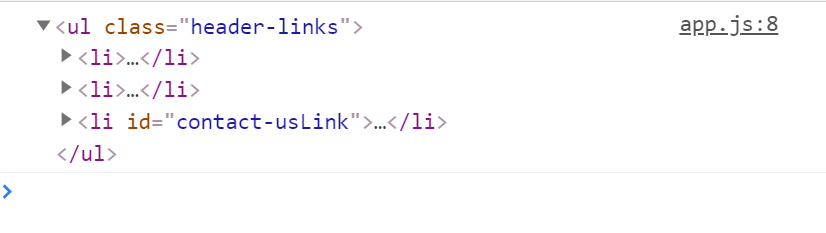 ▼<ul class="header-links"> app.js:8
▶<li>…</li>
▶<li>…</li>
▶<li id="contact-usLink">…</li>
</ul>